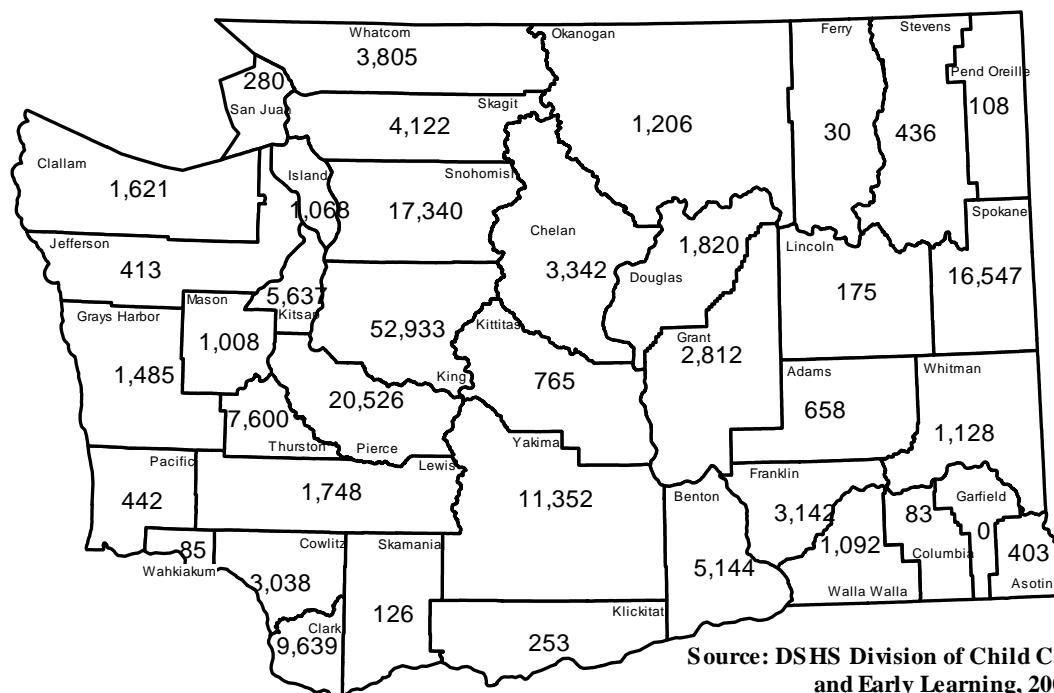 Whatcom
3,805
Okanogan
1,206
Ferry
30
Stevens
436
Pend Oreille
108
280
San Juan
Skagit
4,122
Clallam
1,621
Island
1,068
Snohomis
17,340
Chelan
3,342
1,820
Douglas
Lincoln
175
Spokane
16,547
Jefferson
413
5,637
Kitsap
Mason
1,008
Grays Harbor
1,485
52,933
King
Kittitas
765
Grant
2,812
Adams
658
Whitman
1,128
7,600
Thurston
20,526
Pierce
Pacific
442
Lewis
1,748
Yakima
11,352
Benton
5,144
Franklin
3,142
1,092
Walla Walla
83
Columbia
Garfield
0
403
Asotin
85
Wahkiakum
Cowlitz
3,038
Skamania
126
Clark
9,639
Klickitat
253
Source: DSHS Division of Child C
and Early Learning, 200